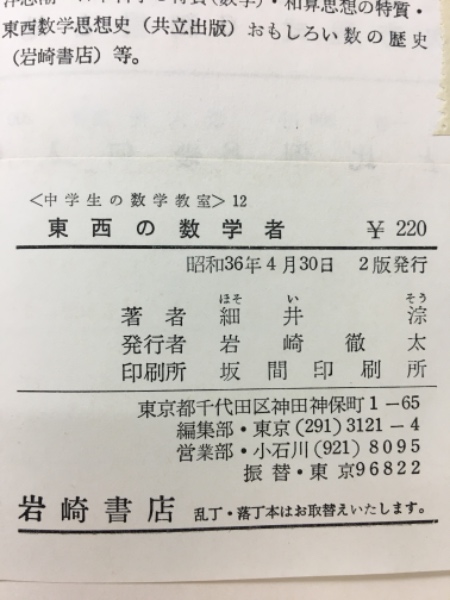 東西数学思想史（共立出版）おもしろい数の歴史
（岩崎書店）等。
＜中学生の数学教室＞12
東西の数学者 ￥220
昭和36年4月30日 2版発行
ほそ い そう
著者 細井淙
発行者 岩崎徹太
印刷所 坂間印刷所
東京都千代田区神田神保町1−65
編集部・東京(291)3121−4
営業部・小石川(921)8095
振替・東京96822
岩崎書店 乱丁・落丁本はお取替えいたします。